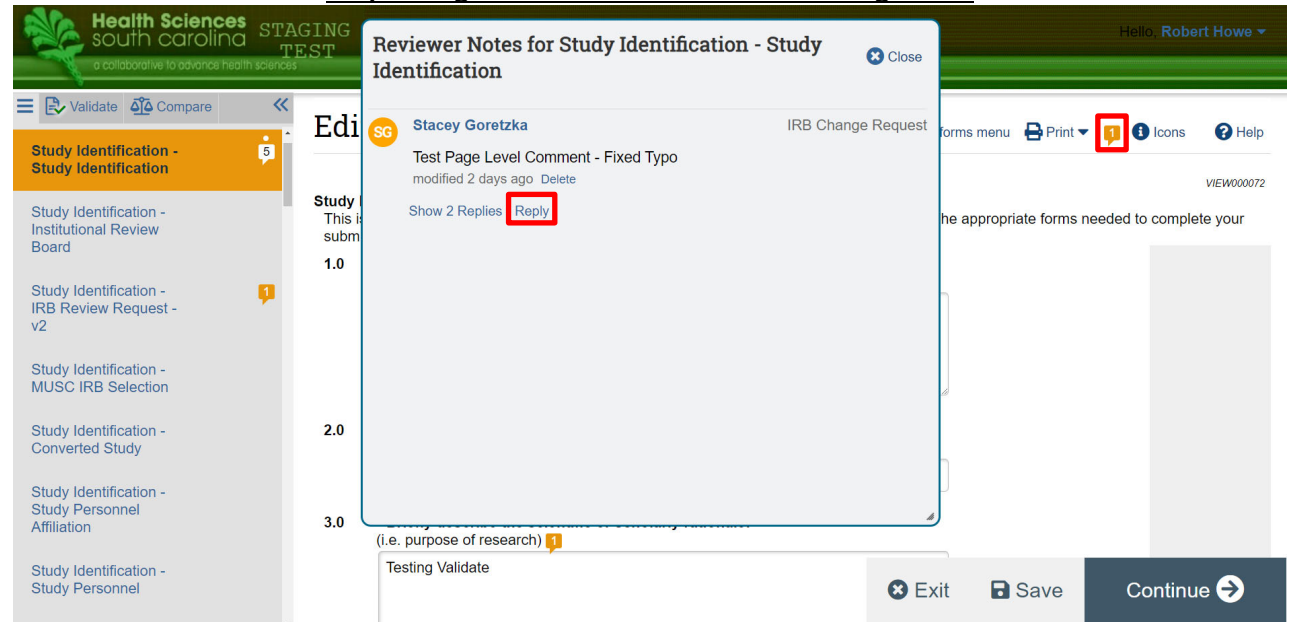 Health Sciences
south carolina
a collaborative to advance health sciences
STAGING
TEST
Hello, Robert Howe
Validate
Compare
Study Identification -
Study Identification
5
Study Identification -
Institutional Review
Board
Study Identification -
IRB Review Request -
v2
1
Study Identification -
MUSC IRB Selection
Study Identification -
Converted Study
Study Identification -
Study Personnel
Affiliation
Study Identification -
Study Personnel
Edi
forms menu
Print
1
Icons
Help
VIEW000072
Study
This
he appropriate forms needed to complete your
subm
1.0
2.0
3.0
(i.e. purpose of research) 1
Testing Validate
Reviewer Notes for Study Identification - Study
Identification
Close
SG
Stacey Goretzka
IRB Change Request
Test Page Level Comment - Fixed Typo
modified 2 days ago Delete
Show 2 Replies Reply
Exit
Save
Continue